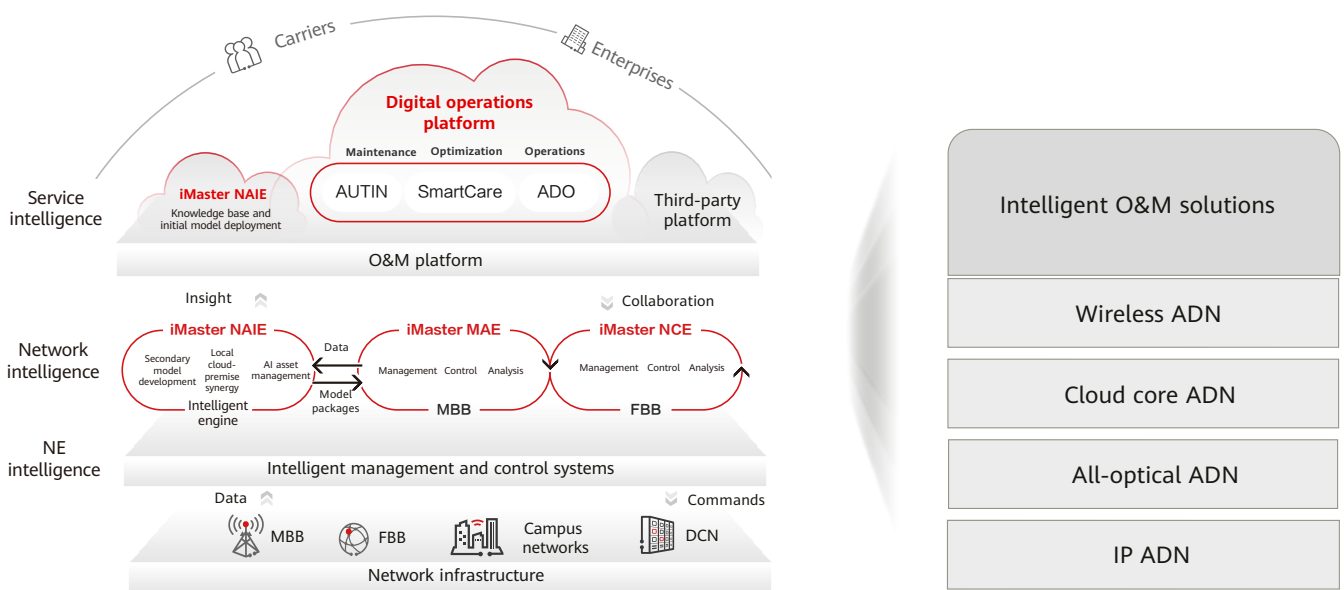 Carriers
Enterprises
Digital operations
platform
Maintenance Optimization Operations
AUTIN SmartCare ADO
iMaster NAIE
Knowledge base and
initial model deployment
Third-party
platform
Service
intelligence
O&M platform
Insight
Collaboration
Network
intelligence
iMaster NAIE
Secondary
model
development
Local
cloud-
premise
synergy
AI asset
management
Intelligent
engine
Data
Model
packages
iMaster MAE
Management Control Analysis
MBB
iMaster NCE
Management Control Analysis
FBB
NE
intelligence
Intelligent management and control systems
Data
Commands
MBB
FBB
Campus
networks
DCN
Network infrastructure
Intelligent O&M solutions
Wireless ADN
Cloud core ADN
All-optical ADN
IP ADN